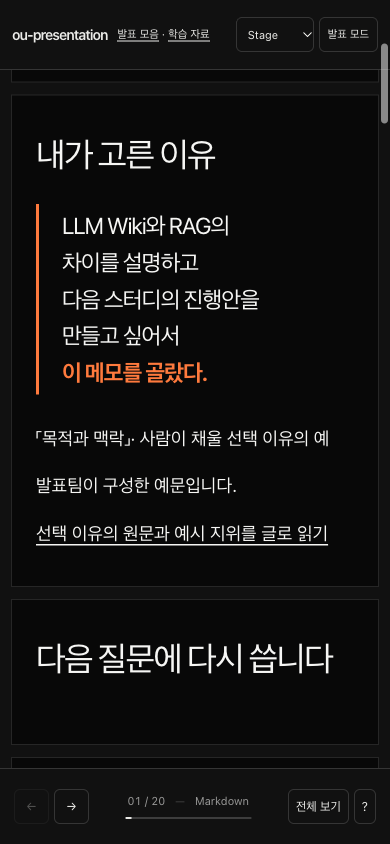 ou-presentation 발표 모음 · 학습 자료 Stage 발표 모드
내가 고른 이유
LLM Wiki와 RAG의
차이를 설명하고
다음 스터디의 진행안을
만들고 싶어서
이 메모를 골랐다.
「목적과 맥락」· 사람이 채울 선택 이유의 예
발표팀이 구성한 예문입니다.
선택 이유의 원문과 예시 지위를 글로 읽기
다음 질문에 다시 씁니다
← → 01 / 20 — Markdown 전체 보기 ?